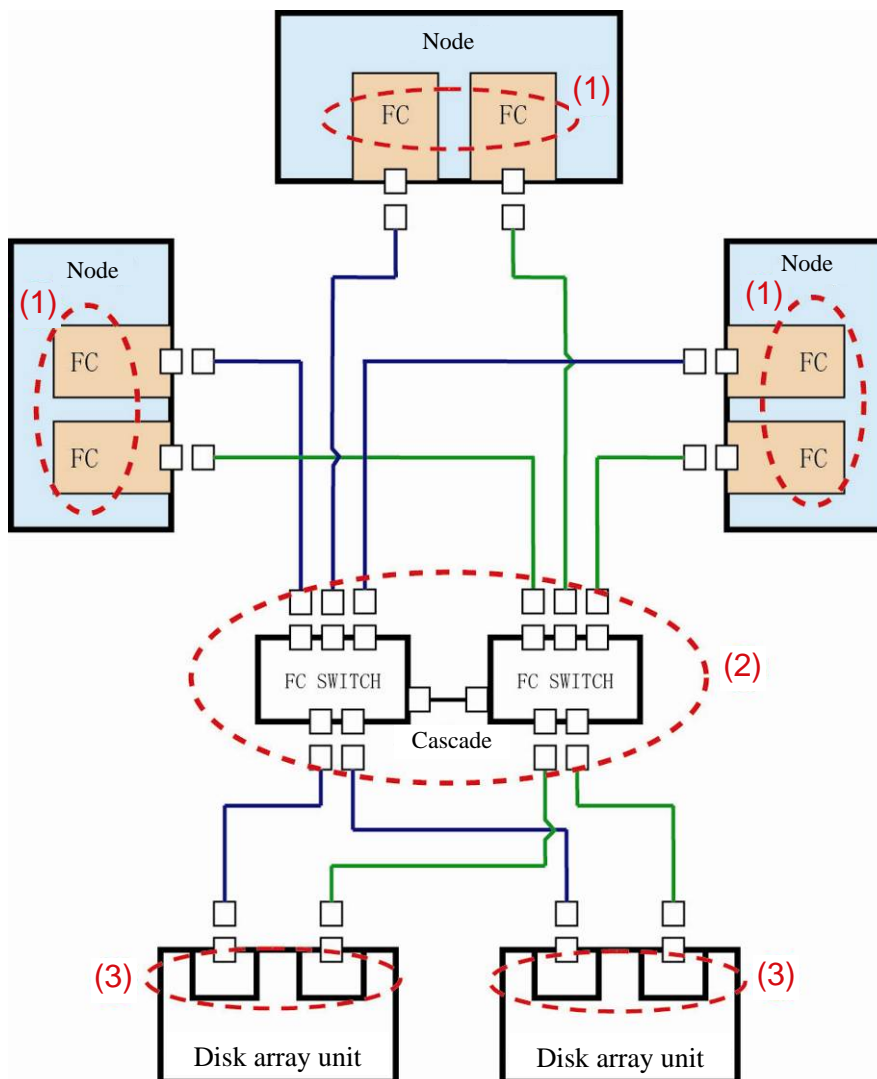 Node
FC
FC
(1)
Node
(1)
FC
FC
Node
(1)
FC
FC
FC SWITCH
FC SWITCH
(2)
Cascade
(3)
(3)
Disk array unit
Disk array unit